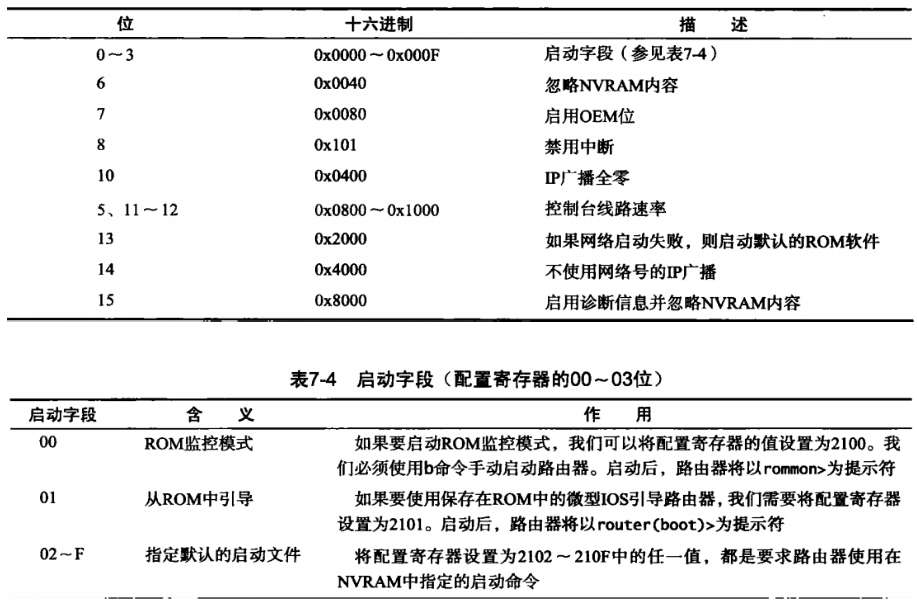 位 十六进制 描 述
0～3 0x0000～0x000F 启动字段（参见表7-4）
6 0x0040 忽略NVRAM内容
7 0x0080 启用OEM位
8 0x101 禁用中断
10 0x0400 IP广播全零
5、11～12 0x0800～0x1000 控制台线路速率
13 0x2000 如果网络启动失败，则启动默认的ROM软件
14 0x4000 不使用网络号的IP广播
15 0x8000 启用诊断信息并忽略NVRAM内容
表7-4 启动字段（配置寄存器的00～03位）
启动字段 含 义 作 用
00 ROM监控模式 如果要启动ROM监控模式，我们可以将配置寄存器的值设置为2100。我
们必须使用b命令手动启动路由器。启动后，路由器将以rommon>为提示符
01 从ROM中引导 如果要使用保存在ROM中的微型IOS引导路由器，我们需要将配置寄存器
设置为2101。启动后，路由器将以router(boot)>为提示符
02～F 指定默认的启动文件 将配置寄存器设置为2102～210F中的任一值，都是要求路由器使用在
NVRAM中指定的启动命令